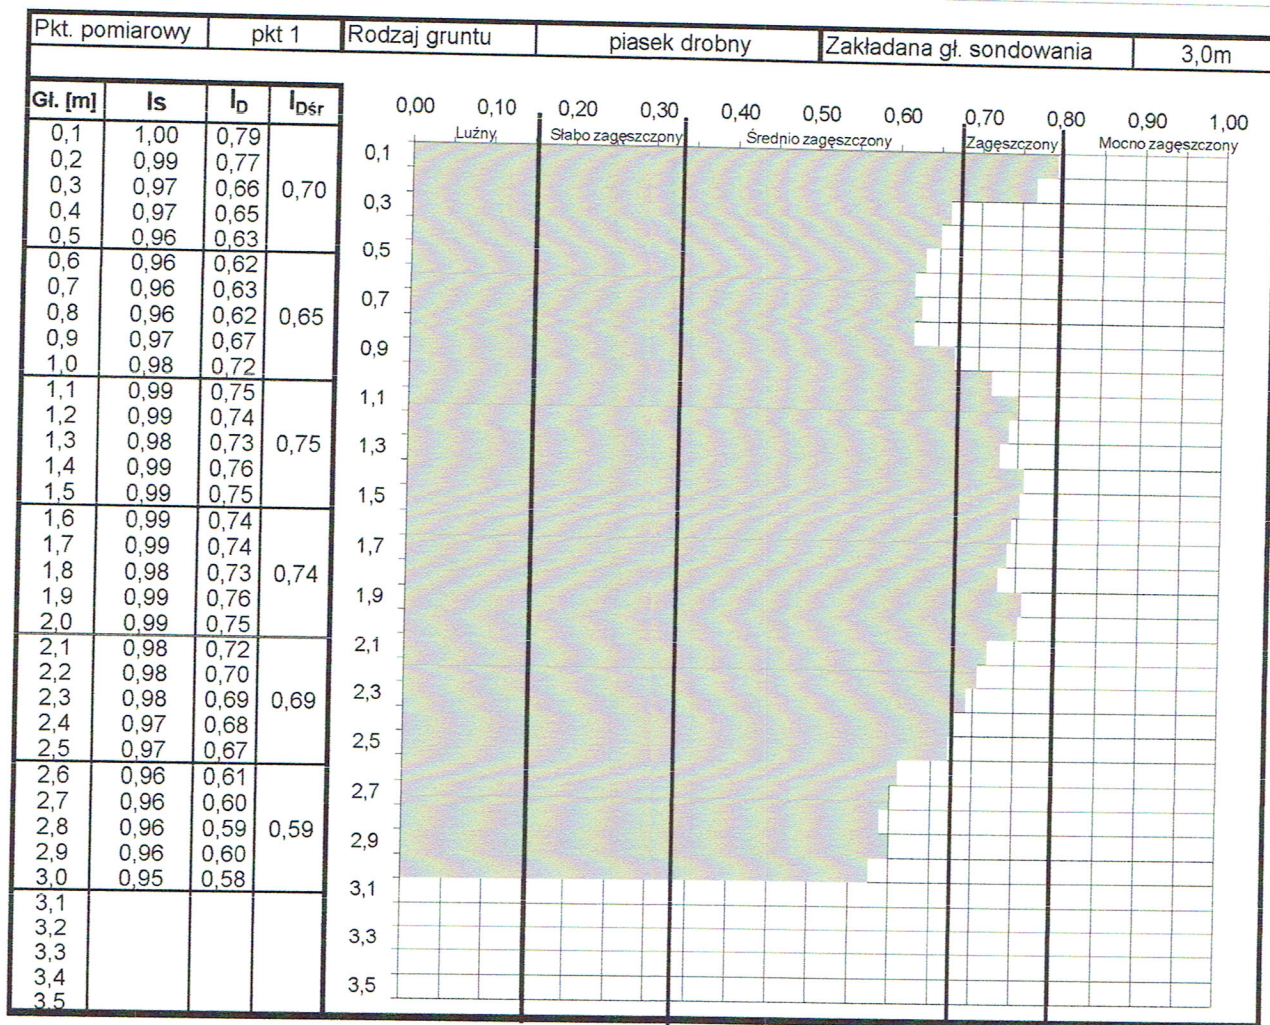 Pkt. pomiarowy pkt 1 Rodzaj gruntu piasek drobny Zakładana gł. sondowania 3,0m
Gł. [m] Is ID IDśr
0,1 1,00 0,79
0,2 0,99 0,77
0,3 0,97 0,66 0,70
0,4 0,97 0,65
0,5 0,96 0,63
0,6 0,96 0,62
0,7 0,96 0,63
0,8 0,96 0,62 0,65
0,9 0,97 0,67
1,0 0,98 0,72
1,1 0,99 0,75
1,2 0,99 0,74
1,3 0,98 0,73 0,75
1,4 0,99 0,76
1,5 0,99 0,75
1,6 0,99 0,74
1,7 0,99 0,74
1,8 0,98 0,73 0,74
1,9 0,99 0,76
2,0 0,99 0,75
2,1 0,98 0,72
2,2 0,98 0,70
2,3 0,98 0,69 0,69
2,4 0,97 0,68
2,5 0,97 0,67
2,6 0,96 0,61
2,7 0,96 0,60
2,8 0,96 0,59 0,59
2,9 0,96 0,60
3,0 0,95 0,58
3,1
3,2
3,3
3,4
3,5
0,00 0,10 0,20 0,30 0,40 0,50 0,60 0,70 0,80 0,90 1,00
Luźny Słabo zagęszczony Średnio zagęszczony Zagęszczony Mocno zagęszczony
0,1
0,3
0,5
0,7
0,9
1,1
1,3
1,5
1,7
1,9
2,1
2,3
2,5
2,7
2,9
3,1
3,3
3,5